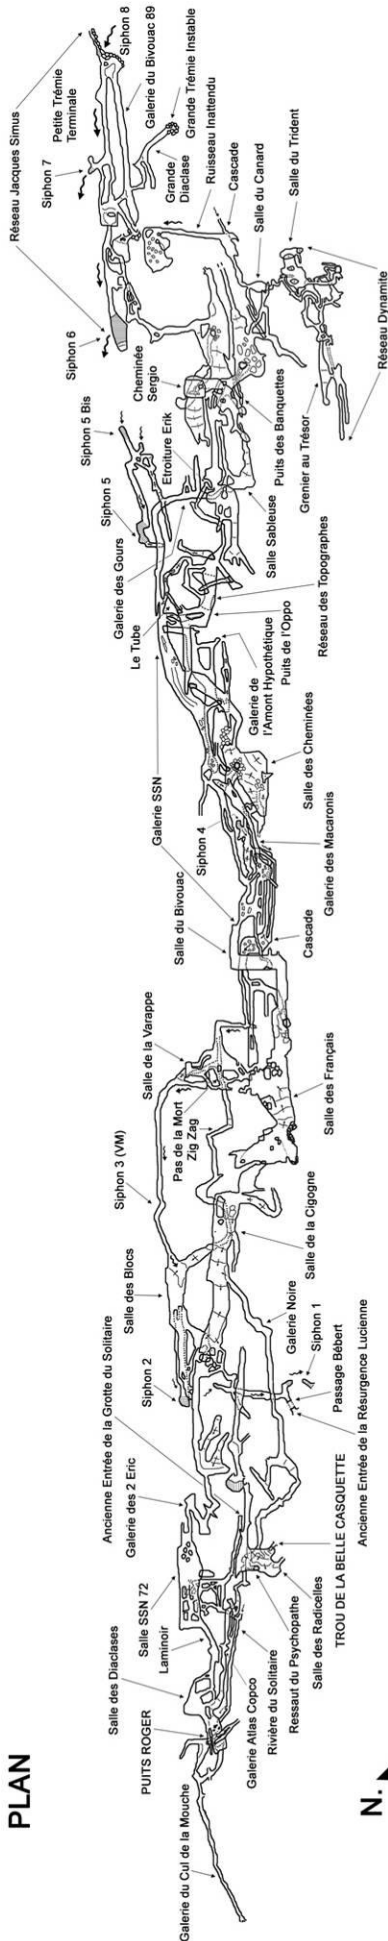 PLAN
N.
Galerie du Cul de la Mouche
PUITS ROGER
Salle des Diaclases
Laminoir
Salle SSN 72
Galerie des 2 Eric
Ancienne Entrée de la Grotte du Solitaire
Siphon 2
Salle des Blocs
Siphon 3 (VM)
Pas de la Mort
Zig Zag
Salle de la Varappe
Salle du Bivouac
Galerie SSN
Siphon 4
Le Tube
Galerie des Gours
Siphon 5
Siphon 5 Bis
Etroiture Erik
Cheminée
Sergio
Siphon 6
Réseau Jacques Simus
Siphon 7
Petite Trémie
Terminale
Siphon 8
Galerie du Bivouac 89
Grande Trémie Instable
Grande
Diaclase
Ruisseau Inattendu
Cascade
Salle du Canard
Salle du Trident
Réseau Dynamite
Grenier au Trésor
Puits des Banquettes
Salle Sableuse
Réseau des Topographes
Puits de l'Oppo
Galerie de
l'Amont Hypothétique
Salle des Cheminées
Galerie des Macaronis
Cascade
Salle des Français
Salle de la Cigogne
Galerie Noire
Siphon 1
Passage Bébert
Ancienne Entrée de la Résurgence Lucienne
TROU DE LA BELLE CASQUETTE
Salle des Radicelles
Ressaut du Psychopathe
Rivière du Solitaire
Galerie Atlas Copco